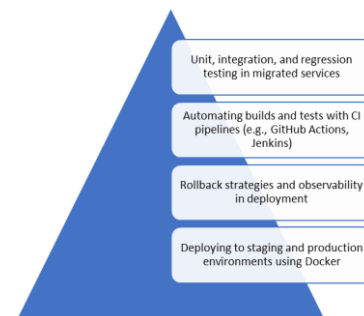 Unit, integration, and regression
testing in migrated services
Automating builds and tests with CI
pipelines (e.g., GitHub Actions,
Jenkins)
Rollback strategies and observability
in deployment
Deploying to staging and production
environments using Docker